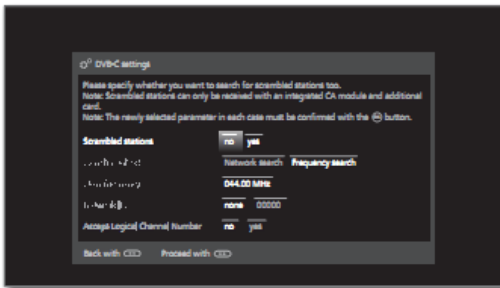 DVB-C settings
Please specify whether you want to search for scrambled stations too.
Note: Scrambled stations can only be received with an integrated CA module and additional
card.
Note: The newly selected parameter in each case must be confirmed with the OK button.
Scrambled stations no yes
Network search Frequency search
044.00 MHz
none 00000
Accept Logical Channel Number no yes
Back with Proceed with